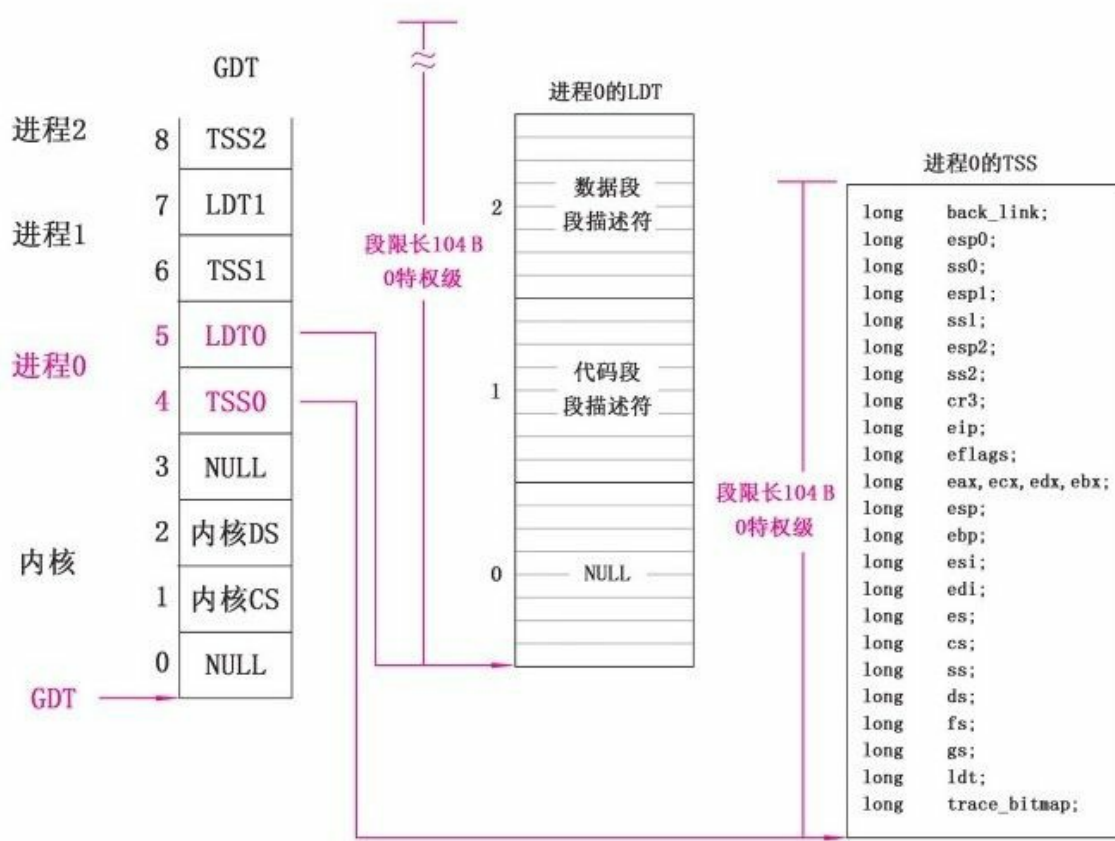 GDT
进程2
8
TSS2
7
LDT1
进程1
6
TSS1
5
LDT0
进程0
4
TSS0
3
NULL
2
内核DS
内核
1
内核CS
0
NULL
GDT
段限长104 B
0特权级
进程0的LDT
2
数据段
段描述符
1
代码段
段描述符
0
NULL
段限长104 B
0特权级
进程0的TSS
long back_link;
long esp0;
long ss0;
long esp1;
long ss1;
long esp2;
long ss2;
long cr3;
long eip;
long eflags;
long eax,ecx,edx,ebx;
long esp;
long ebp;
long esi;
long edi;
long es;
long cs;
long ss;
long ds;
long fs;
long gs;
long ldt;
long trace_bitmap;